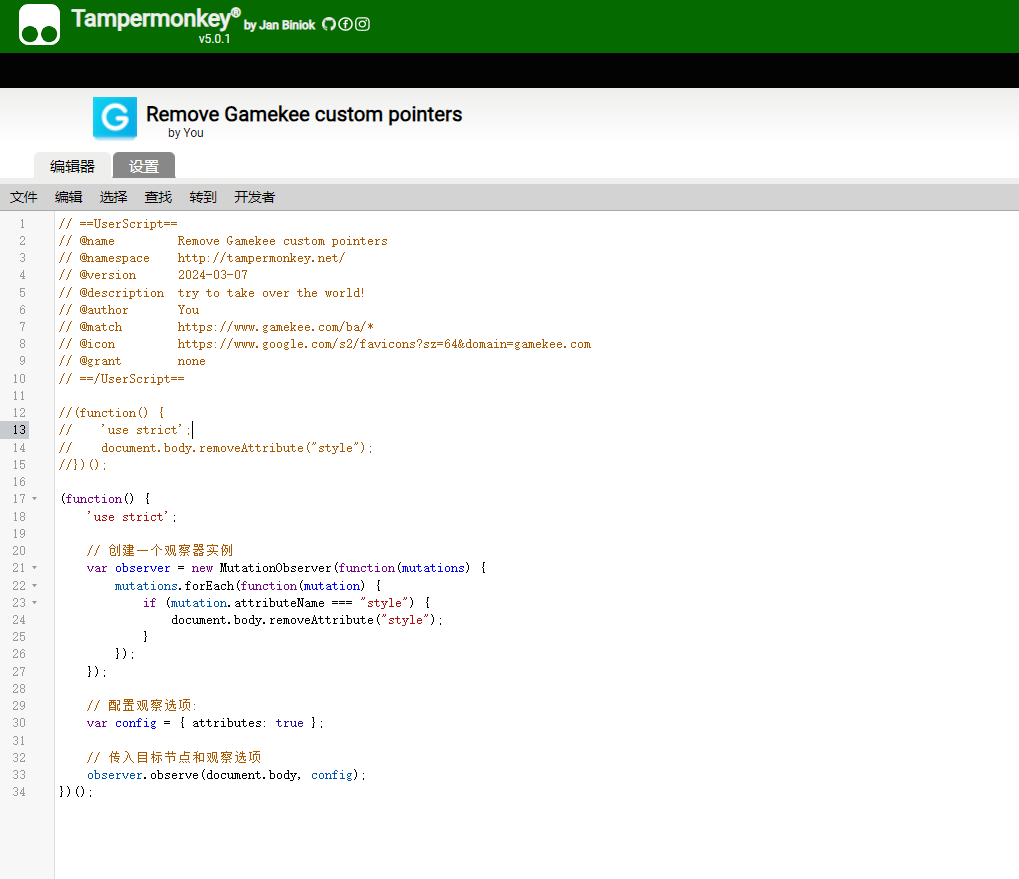 Tampermonkey® by Jan Biniok
v5.0.1
Remove Gamekee custom pointers
by You
编辑器 设置
文件 编辑 选择 查找 转到 开发者
1 // ==UserScript==
2 // @name         Remove Gamekee custom pointers
3 // @namespace    http://tampermonkey.net/
4 // @version      2024-03-07
5 // @description  try to take over the world!
6 // @author       You
7 // @match        https://www.gamekee.com/ba/*
8 // @icon         https://www.google.com/s2/favicons?sz=64&domain=gamekee.com
9 // @grant        none
10 // ==/UserScript==
11
12 //(function() {
13 //    'use strict';
14 //    document.body.removeAttribute("style");
15 //})();
16
17 (function() {
18     'use strict';
19
20     // 创建一个观察器实例
21     var observer = new MutationObserver(function(mutations) {
22         mutations.forEach(function(mutation) {
23             if (mutation.attributeName === "style") {
24                 document.body.removeAttribute("style");
25             }
26         });
27     });
28
29     // 配置观察选项:
30     var config = { attributes: true };
31
32     // 传入目标节点和观察选项
33     observer.observe(document.body, config);
34 })();